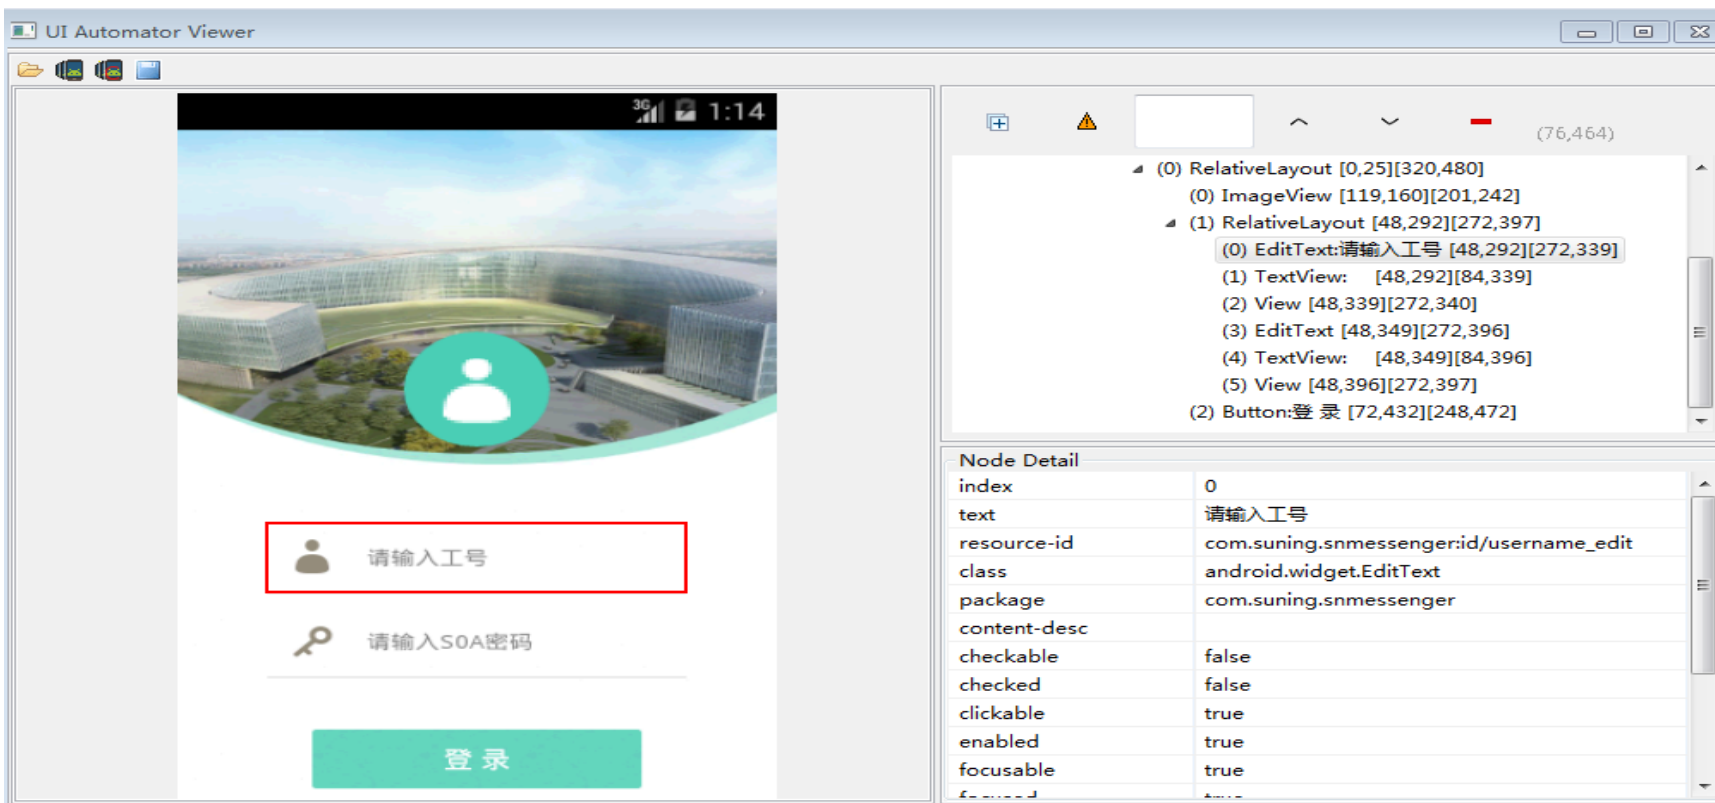 UI Automator Viewer
3G 1:14
请输入工号
请输入SOA密码
登 录
(76,464)
(0) RelativeLayout [0,25][320,480]
(0) ImageView [119,160][201,242]
(1) RelativeLayout [48,292][272,397]
(0) EditText:请输入工号 [48,292][272,339]
(1) TextView: [48,292][84,339]
(2) View [48,339][272,340]
(3) EditText [48,349][272,396]
(4) TextView: [48,349][84,396]
(5) View [48,396][272,397]
(2) Button:登 录 [72,432][248,472]
Node Detail
index 0
text 请输入工号
resource-id com.suning.snmessenger:id/username_edit
class android.widget.EditText
package com.suning.snmessenger
content-desc
checkable false
checked false
clickable true
enabled true
focusable true